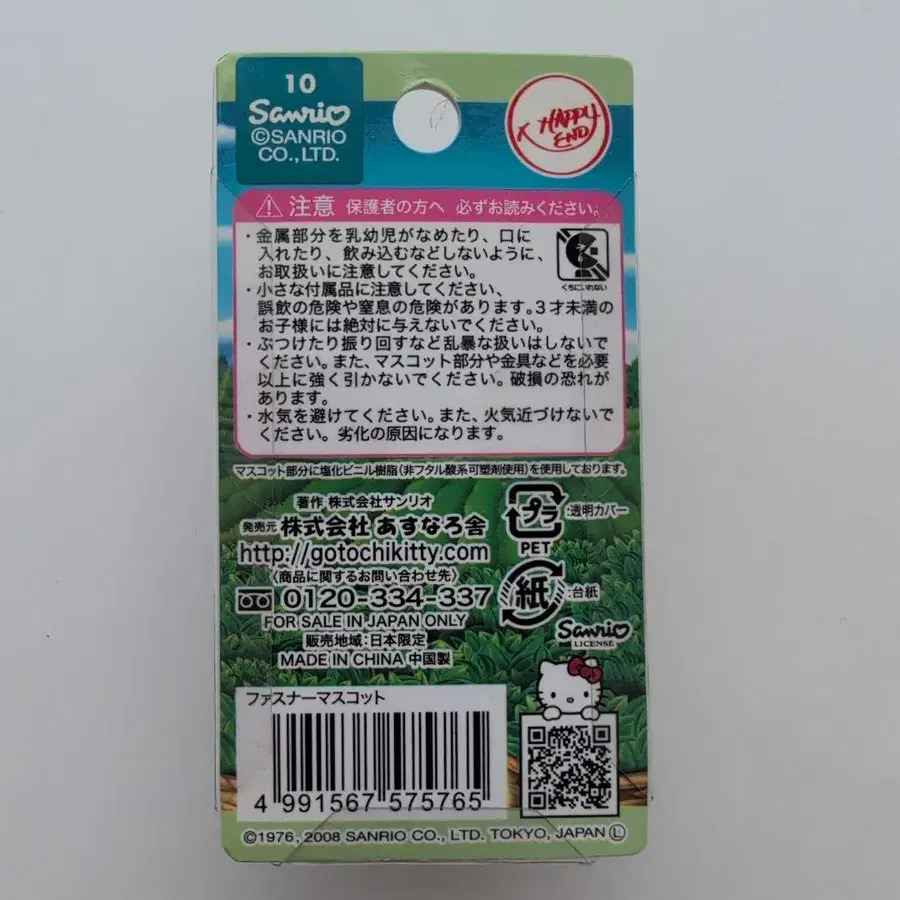 10
Sanrio
©SANRIO
CO.,LTD.
HAPPY
END
注意 保護者の方へ 必ずお読みください。
・金属部分を乳幼児がなめたり、口に
入れたり、飲み込むなどしないように、
お取扱いに注意してください。
・小さな付属品に注意してください、
誤飲の危険や窒息の危険があります。3才未満の
お子様には絶対に与えないでください。
・ぶつけたり振り回すなど乱暴な扱いはしないで
ください。また、マスコット部分や金具などを必要
以上に強く引かないでください。破損の恐れが
あります。
・水気を避けてください。また、火気近づけないで
ください。劣化の原因になります。
くちにいれない
マスコット部分に塩化ビニル樹脂(非フタル酸系可塑剤使用)を使用しております。
著作 株式会社サンリオ
発売元 株式会社 あすなろ舎
http://gotochikitty.com
〈商品に関するお問い合わせ先〉
0120-334-337
FOR SALE IN JAPAN ONLY
販売地域:日本限定
MADE IN CHINA 中国製
プラ :透明カバー
PET
紙 :台紙
Sanrio
LICENSE
ファスナーマスコット
4 991567 575765
©1976, 2008 SANRIO CO., LTD. TOKYO, JAPAN Ⓛ